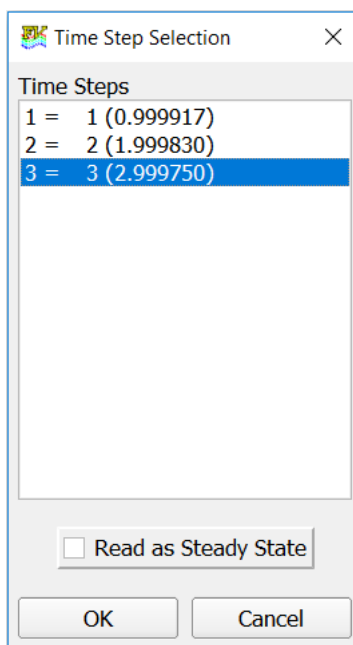 Time Step Selection
Time Steps
1 = 1 (0.999917)
2 = 2 (1.999830)
3 = 3 (2.999750)
Read as Steady State
OK Cancel